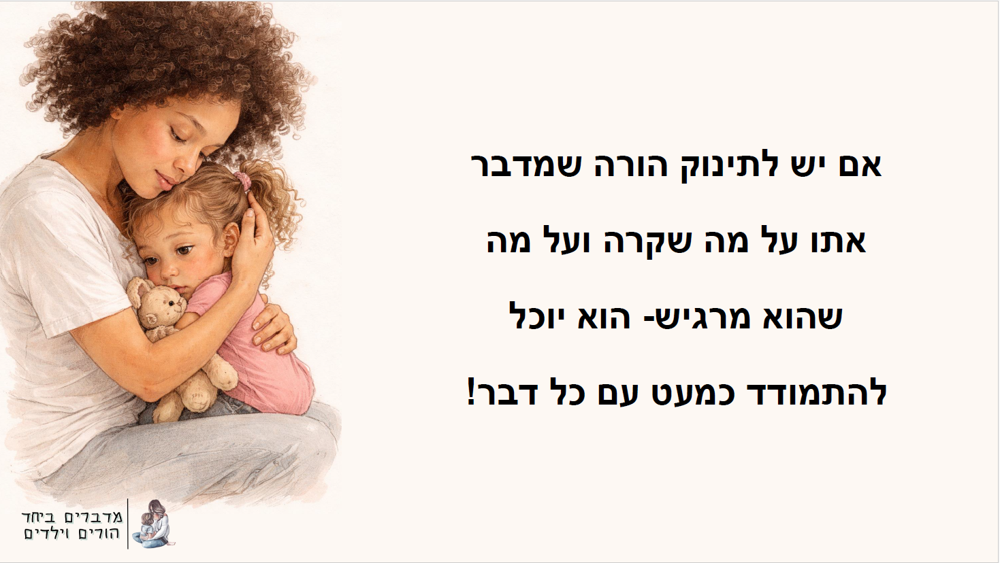 אם יש לתינוק הורה שמדבר
אתו על מה שקרה ועל מה
שהוא מרגיש- הוא יוכל
להתמודד כמעט עם כל דבר!
מדברים ביחד
הורים וילדים